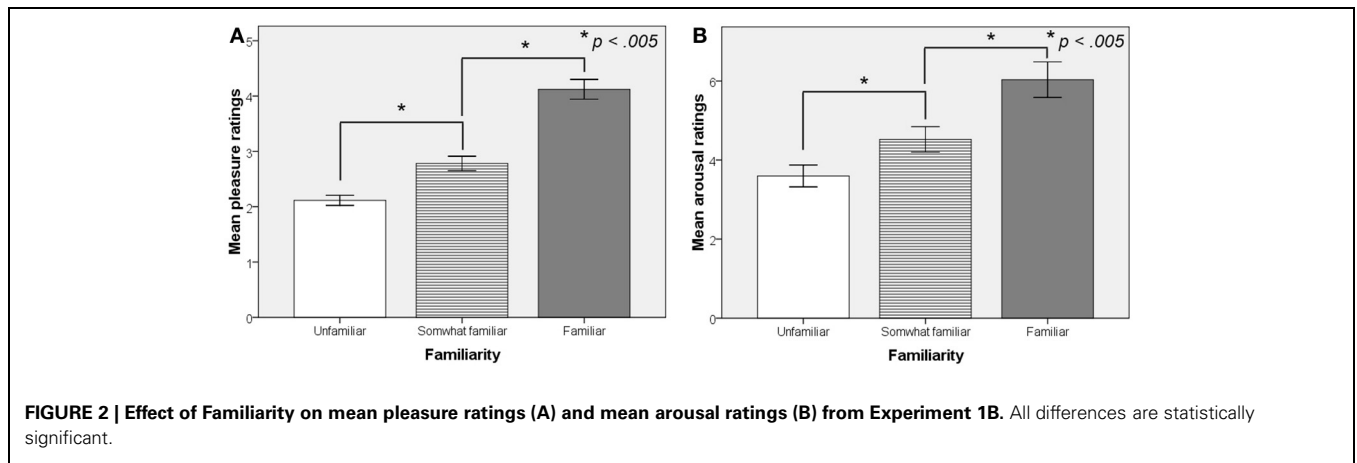 A
* p < .005
*
*
5
4
3
2
1
0
Mean pleasure ratings
Unfamiliar Somwhat familiar Familiar
Familiarity
B
* p < .005
*
*
6
4
2
0
Mean arousal ratings
Unfamiliar Somwhat familiar Familiar
Familiarity
FIGURE 2 | Effect of Familiarity on mean pleasure ratings (A) and mean arousal ratings (B) from Experiment 1B. All differences are statistically
significant.